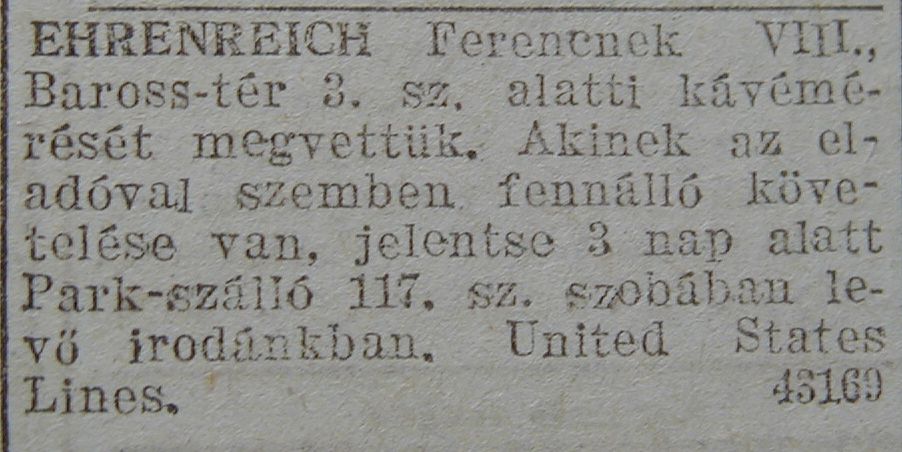 EHRENREICH Ferencnek VIII.,
Baross-tér 3. sz. alatti kávémé-
rését megvettük. Akinek az el-
adóval szemben fennálló köve-
telése van, jelentse 3 nap alatt
Park-szálló 117. sz. szobában le-
vő irodánkban. United States
Lines. 43169